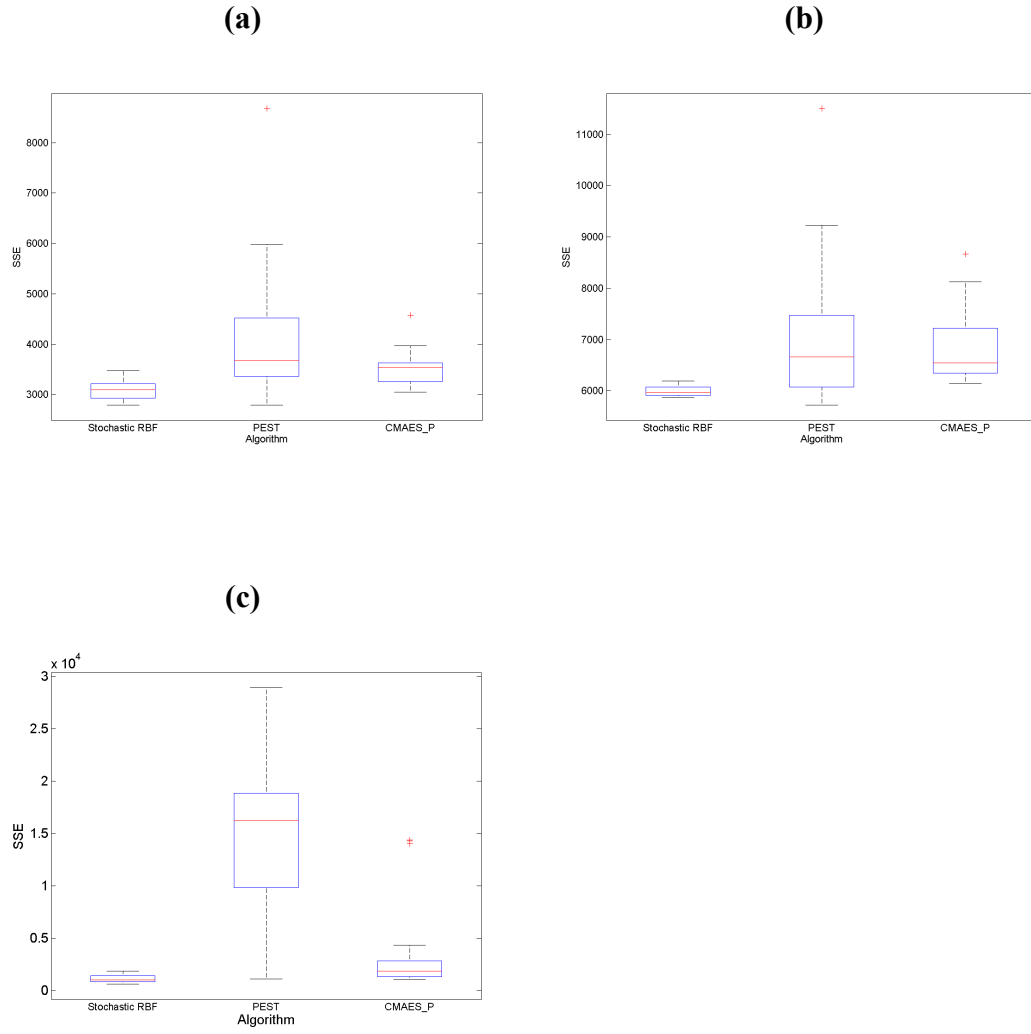 (a)
8000
7000
6000
5000
4000
3000
SSE
Stochastic RBF PEST CMAES_P
Algorithm
(b)
11000
10000
9000
8000
7000
6000
SSE
Stochastic RBF PEST CMAES_P
Algorithm
(c)
x 10^4
3
2.5
2
1.5
1
0.5
0
SSE
Stochastic RBF PEST CMAES_P
Algorithm